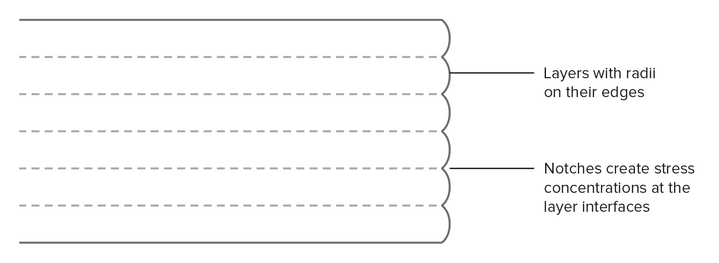 Layers with radii
on their edges
Notches create stress
concentrations at the
layer interfaces